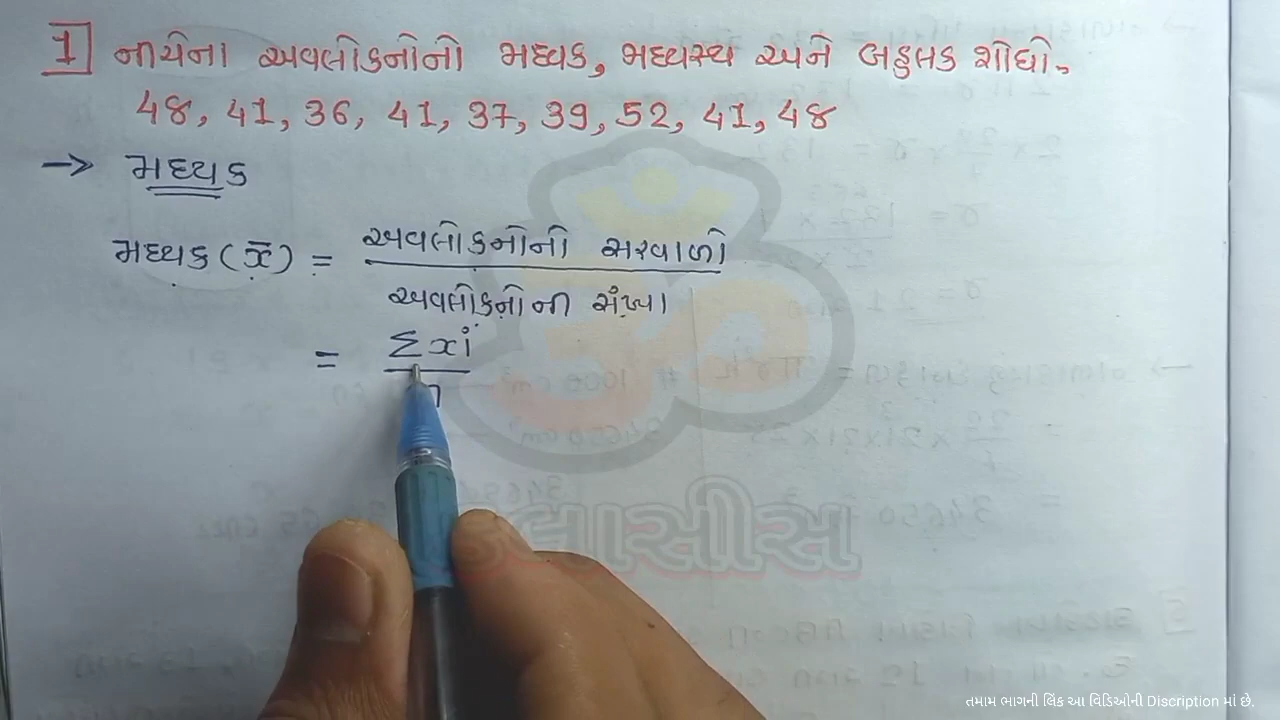 1 નીચેના અવલોકનોનો મધ્યક, મધ્યસ્થ અને બહુલક શોધો.
48, 41, 36, 41, 37, 39, 52, 41, 48
→ મધ્યક
મધ્યક (x̄) = અવલોકનોનો સરવાળો
અવલોકનોની સંખ્યા
= Σxi
n
ક્લાસીસ
તમામ ભાગની લિંક આ વિડિઓની Discription માં છે.